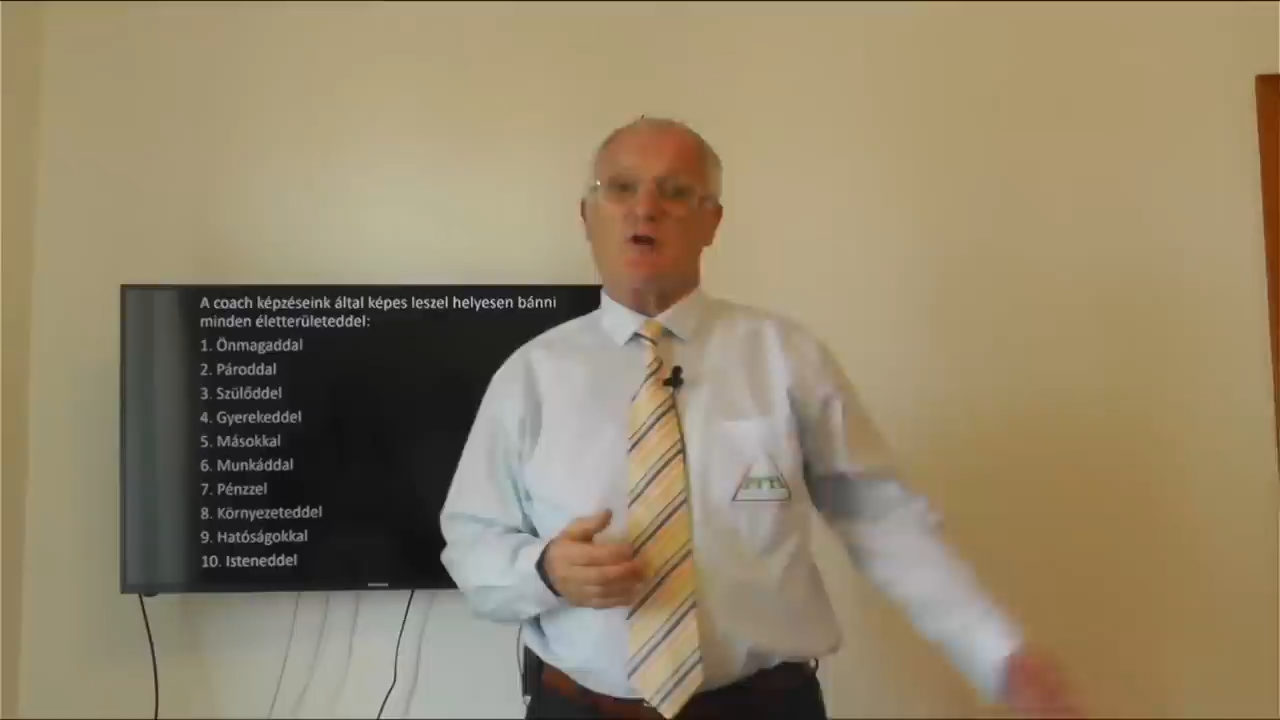 A coach képzéseink által képes leszel helyesen bánni
minden életterületeddel:
1. Önmagaddal
2. Pároddal
3. Szülőddel
4. Gyerekeddel
5. Másokkal
6. Munkáddal
7. Pénzzel
8. Környezeteddel
9. Hatóságokkal
10. Isteneddel